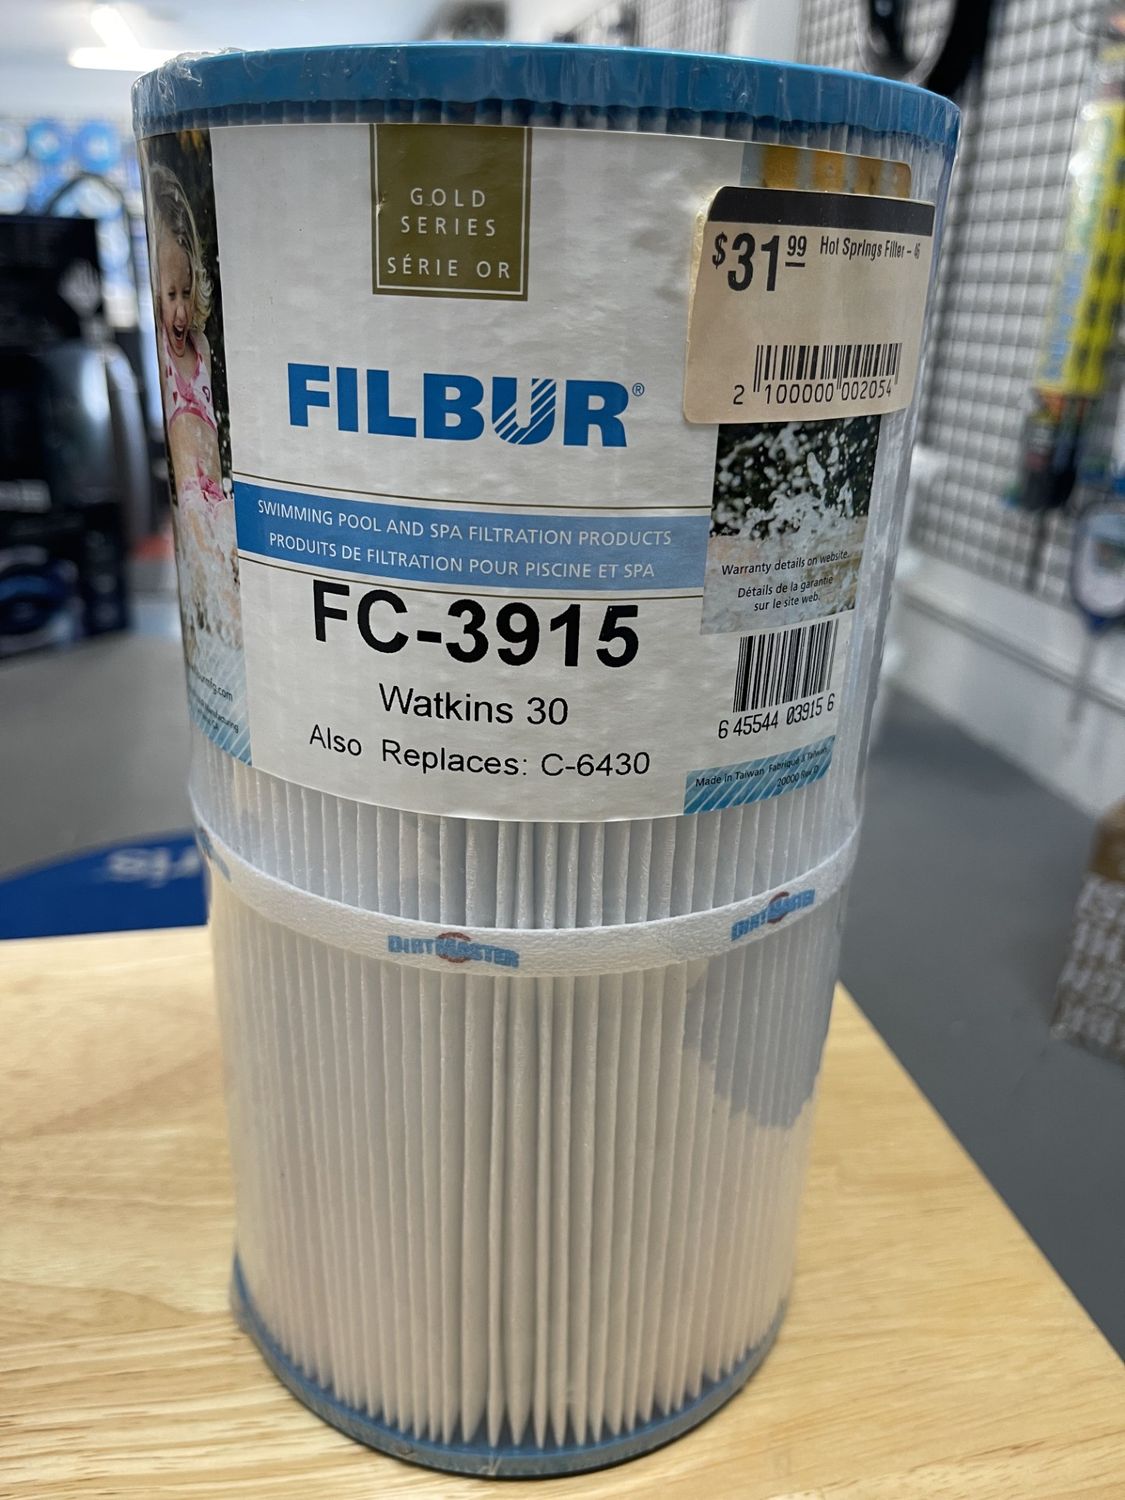 GOLD
SERIES
SÉRIE OR
$31.99 Hot Springs Filter -
2 100000 002054
FILBUR®
SWIMMING POOL AND SPA FILTRATION PRODUCTS
PRODUITS DE FILTRATION POUR PISCINE ET SPA
FC-3915
Watkins 30
Also Replaces: C-6430
Warranty details on website.
Détails de la garantie
sur le site web.
6 45544 03915 6
Made in Taiwan Fabriqué à Taiwan
DIRTMASTER
DIRTMASTER